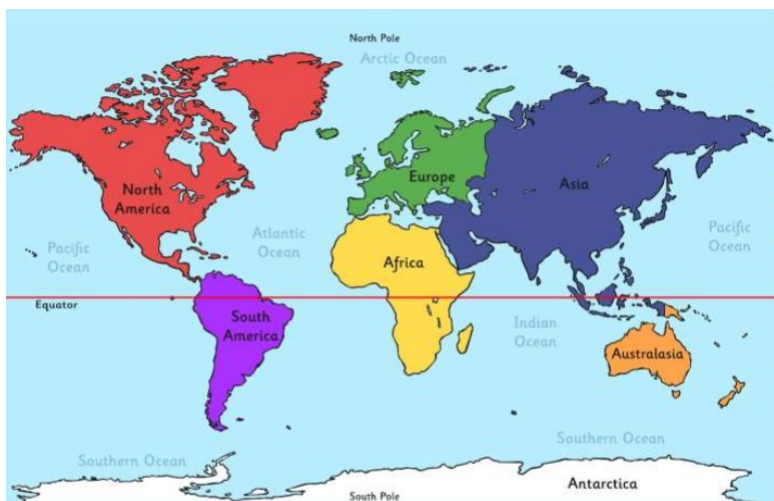 North Pole
Arctic Ocean
North
America
Europe
Asia
Pacific
Ocean
Atlantic
Ocean
Africa
Pacific
Ocean
Equator
South
America
Indian
Ocean
Australasia
Southern Ocean
Southern Ocean
Antarctica
South Pole